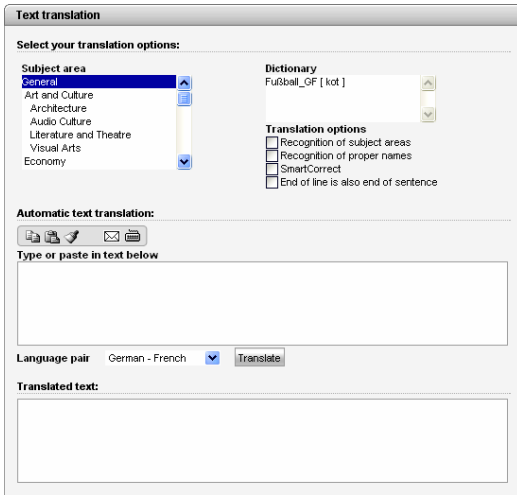 Text translation
Select your translation options:
Subject area
General
Art and Culture
Architecture
Audio Culture
Literature and Theatre
Visual Arts
Economy
Dictionary
Fußball_GF [ kot ]
Translation options
Recognition of subject areas
Recognition of proper names
SmartCorrect
End of line is also end of sentence
Automatic text translation:
Type or paste in text below
Language pair German - French Translate
Translated text: